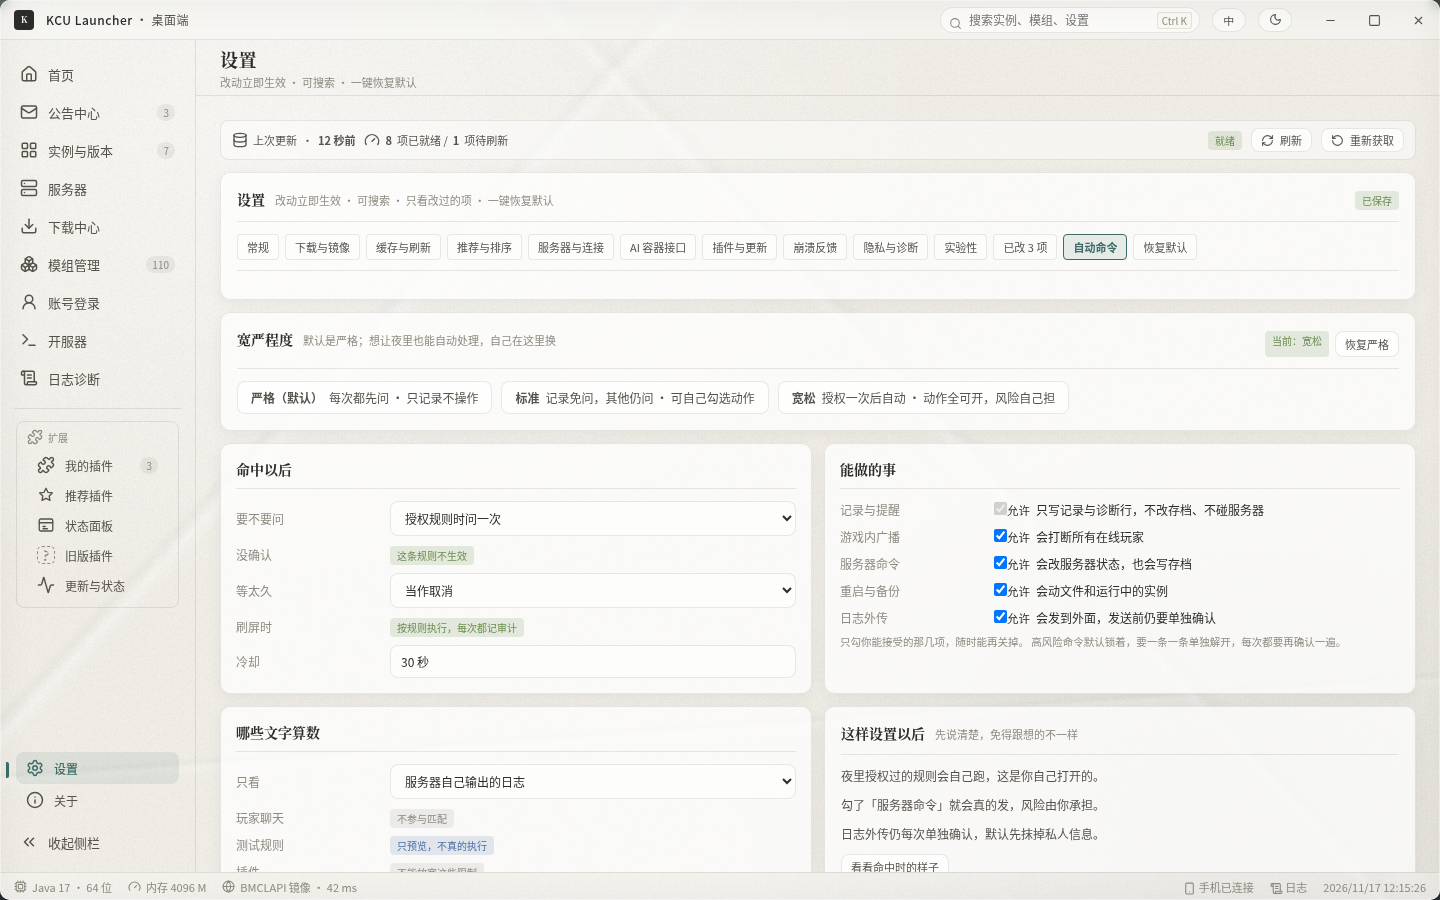 K KCU Launcher · 桌面端
搜索实例、模组、设置 Ctrl K 中
首页
公告中心 3
实例与版本 7
服务器
下载中心
模组管理 110
账号登录
开服器
日志诊断
扩展
我的插件 3
推荐插件
状态面板
旧版插件
更新与状态
设置
关于
收起侧栏
设置
改动立即生效 · 可搜索 · 一键恢复默认
上次更新 · 12 秒前 8 项已就绪 / 1 项待刷新 就绪 刷新 重新获取
设置 改动立即生效 · 可搜索 · 只看改过的项 · 一键恢复默认 已保存
常规 下载与镜像 缓存与刷新 推荐与排序 服务器与连接 AI 容器接口 插件与更新 崩溃反馈 隐私与诊断 实验性 已改 3 项 自动命令 恢复默认
宽严程度 默认是严格；想让夜里也能自动处理，自己在这里换 当前：宽松 恢复严格
严格（默认） 每次都先问 · 只记录不操作 标准 记录免问，其他仍问 · 可自己勾选动作 宽松 授权一次后自动 · 动作全可开，风险自己担
命中以后
要不要问 授权规则时问一次
没确认 这条规则不生效
等太久 当作取消
刷屏时 按规则执行，每次都记审计
冷却 30 秒
能做的事
记录与提醒 允许 只写记录与诊断行，不改存档、不碰服务器
游戏内广播 允许 会打断所有在线玩家
服务器命令 允许 会改服务器状态，也会写存档
重启与备份 允许 会动文件和运行中的实例
日志外传 允许 会发到外面，发送前仍要单独确认
只勾你能接受的那几项，随时能再关掉。 高风险命令默认锁着，要一条一条单独解开，每次都要再确认一遍。
哪些文字算数
只看 服务器自己输出的日志
玩家聊天 不参与匹配
测试规则 只预览，不真的执行
这样设置以后 先说清楚，免得跟想的不一样
夜里授权过的规则会自己跑，这是你自己打开的。
勾了「服务器命令」就会真的发，风险由你承担。
日志外传仍每次单独确认，默认先抹掉私人信息。
看看命中时的样子
Java 17 · 64 位 内存 4096 M BMCLAPI 镜像 · 42 ms 手机已连接 日志 2026/11/17 12:15:26